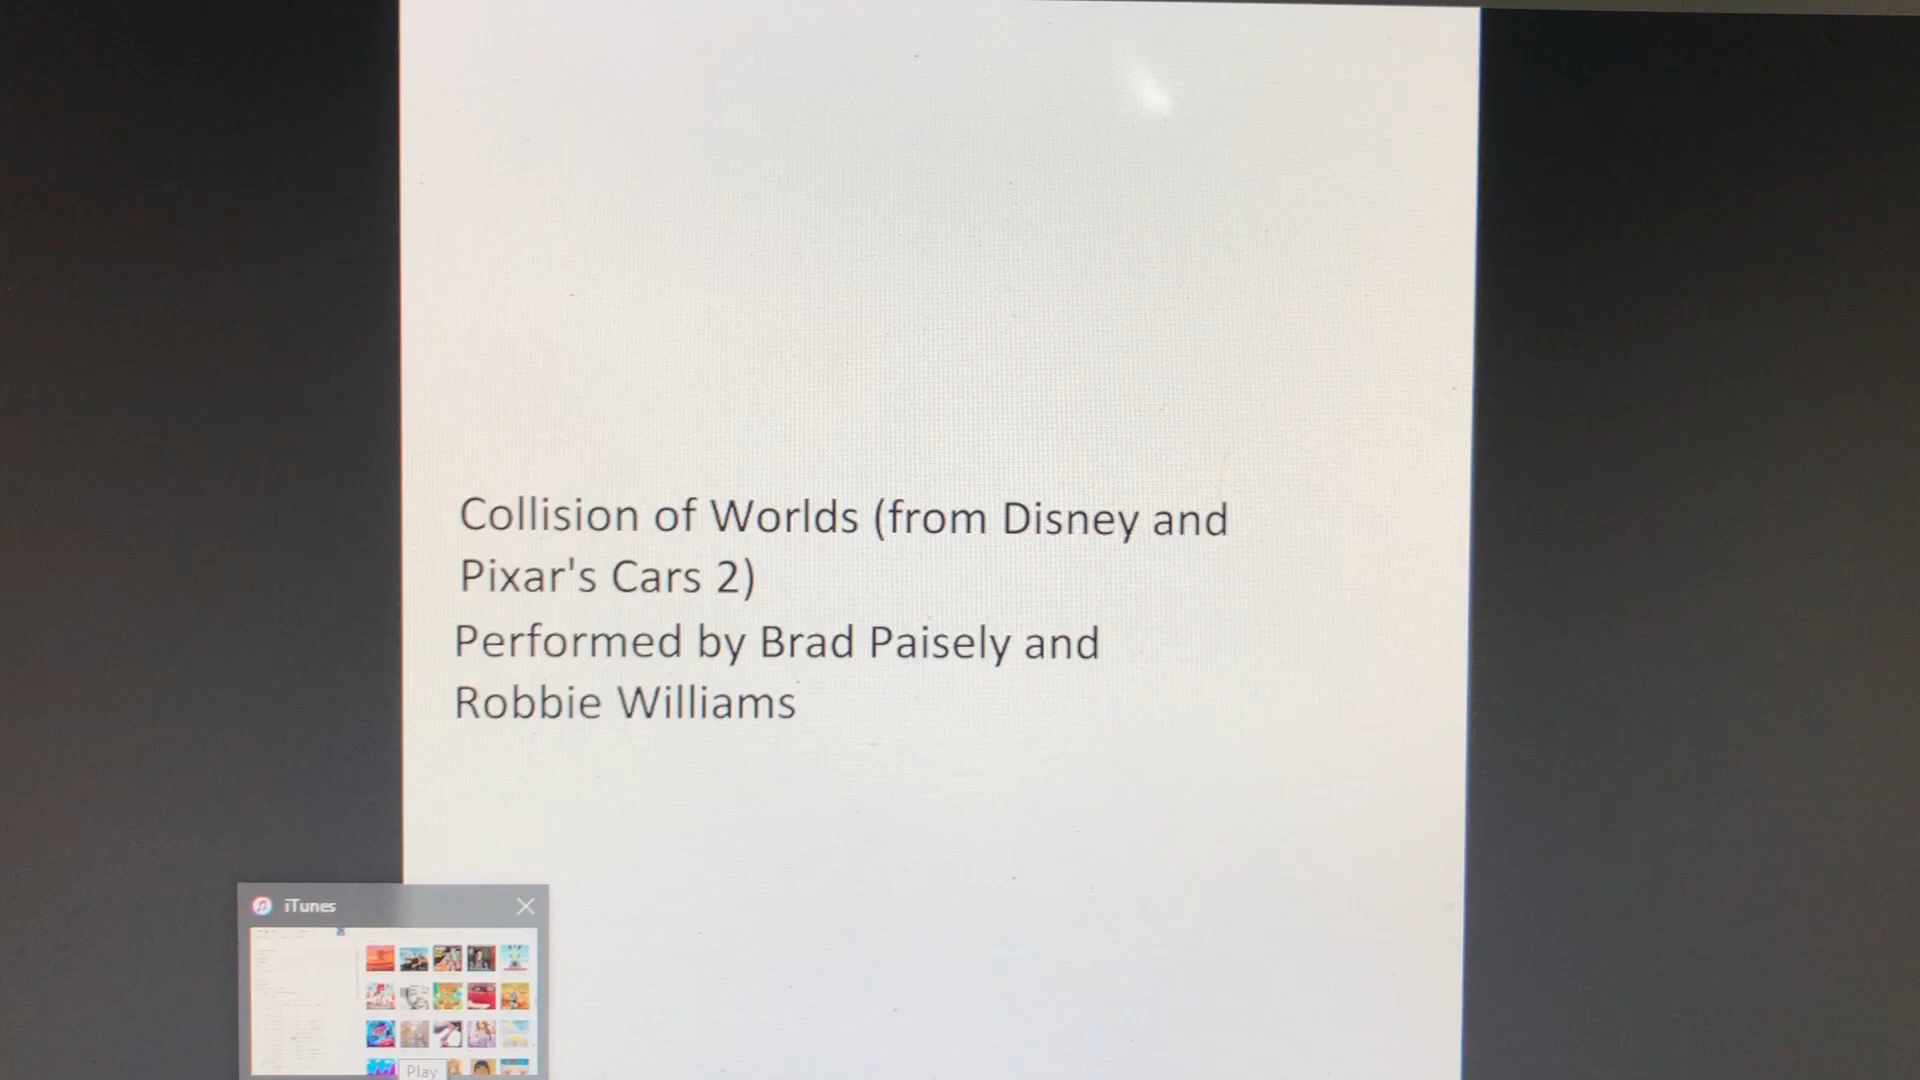 Collision of Worlds (from Disney and
Pixar's Cars 2)
Performed by Brad Paisely and
Robbie Williams
iTunes
Play